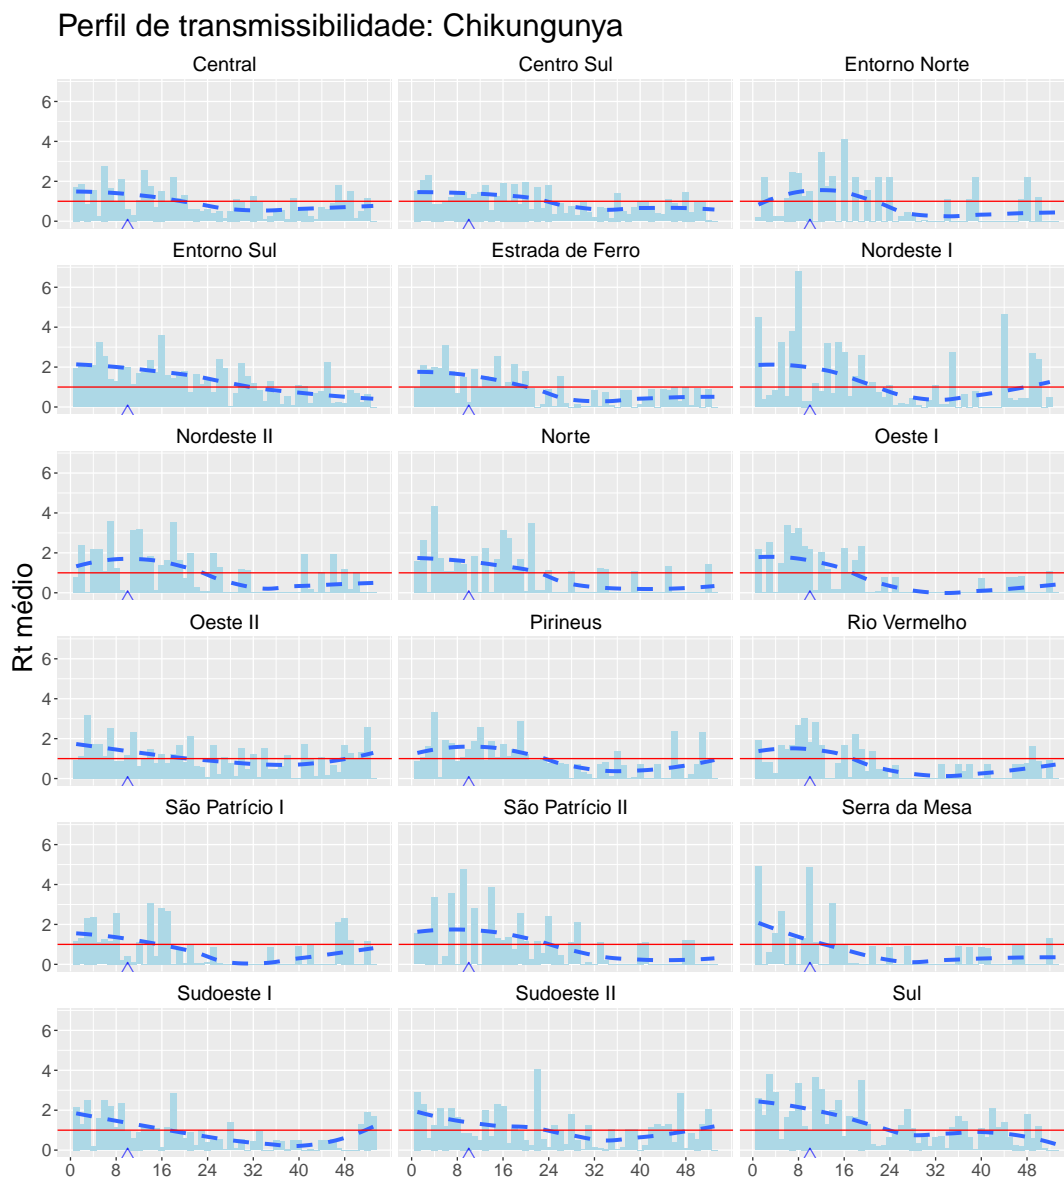 Perfil de transmissibilidade: Chikungunya
Central Centro Sul Entorno Norte
6
4
2
0
Entorno Sul Estrada de Ferro Nordeste I
6
4
2
0
Nordeste II Norte Oeste I
6
4
2
0
Rt médio
Oeste II Pirineus Rio Vermelho
6
4
2
0
São Patrício I São Patrício II Serra da Mesa
6
4
2
0
Sudoeste I Sudoeste II Sul
6
4
2
0
0 8 16 24 32 40 48 0 8 16 24 32 40 48 0 8 16 24 32 40 48